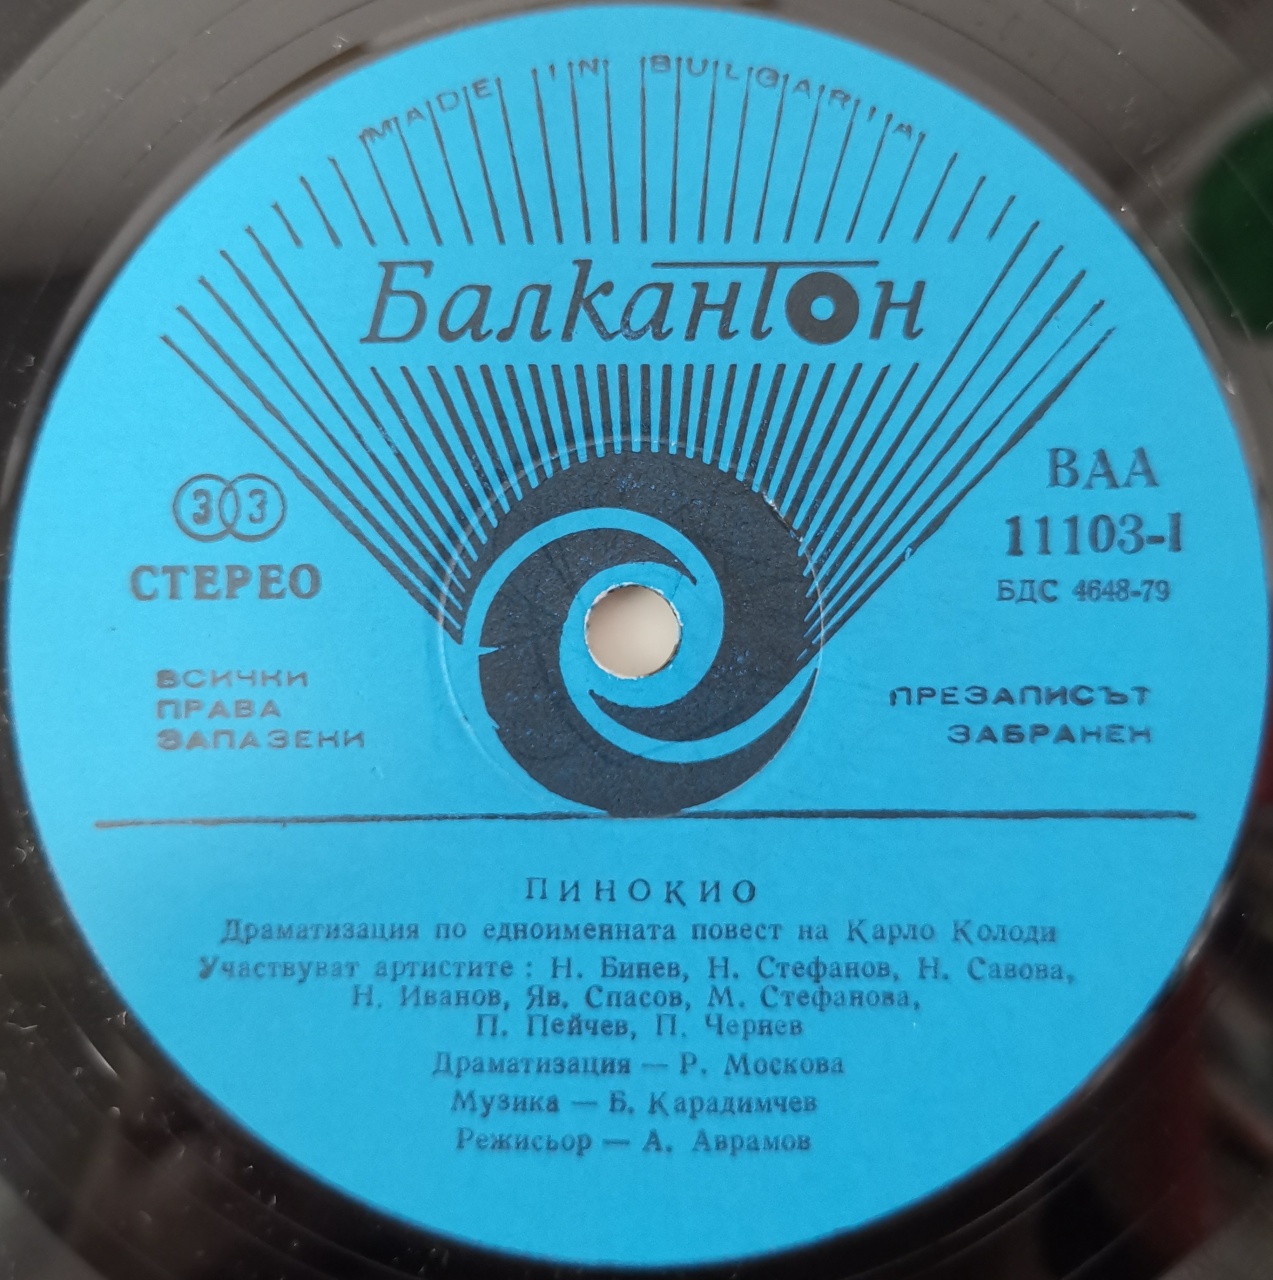 MADE IN BULGARIA
Балкантон
33
СТЕРЕО
ВАА
11103-I
БДС 4648-79
ВСИЧКИ
ПРАВА
ЗАПАЗЕНИ
ПРЕЗАПИСЪТ
ЗАБРАНЕН
ПИНОКИО
Драматизация по едноименната повест на Карло Колоди
Участвуват артистите : Н. Бинев, Н. Стефанов, Н. Савова,
Н. Иванов, Яв. Спасов, М. Стефанова,
П. Пейчев, П. Чернев
Драматизация — Р. Москова
Музика — Б. Карадимчев
Режисьор — А. Аврамов